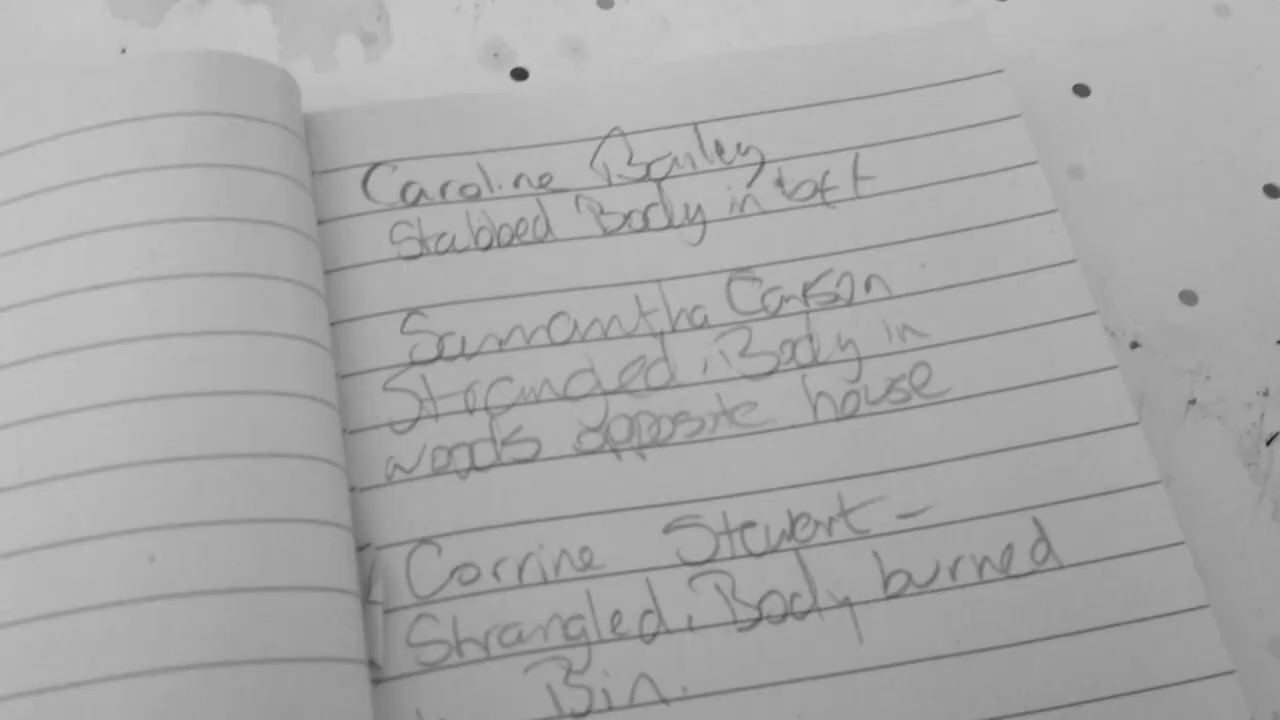 Caroline Bailey
Stabbed Body in loft
Samantha Carson
Strangled. Body in
woods opposite house
Corrine Stewart -
Strangled. Body burned
Bin.